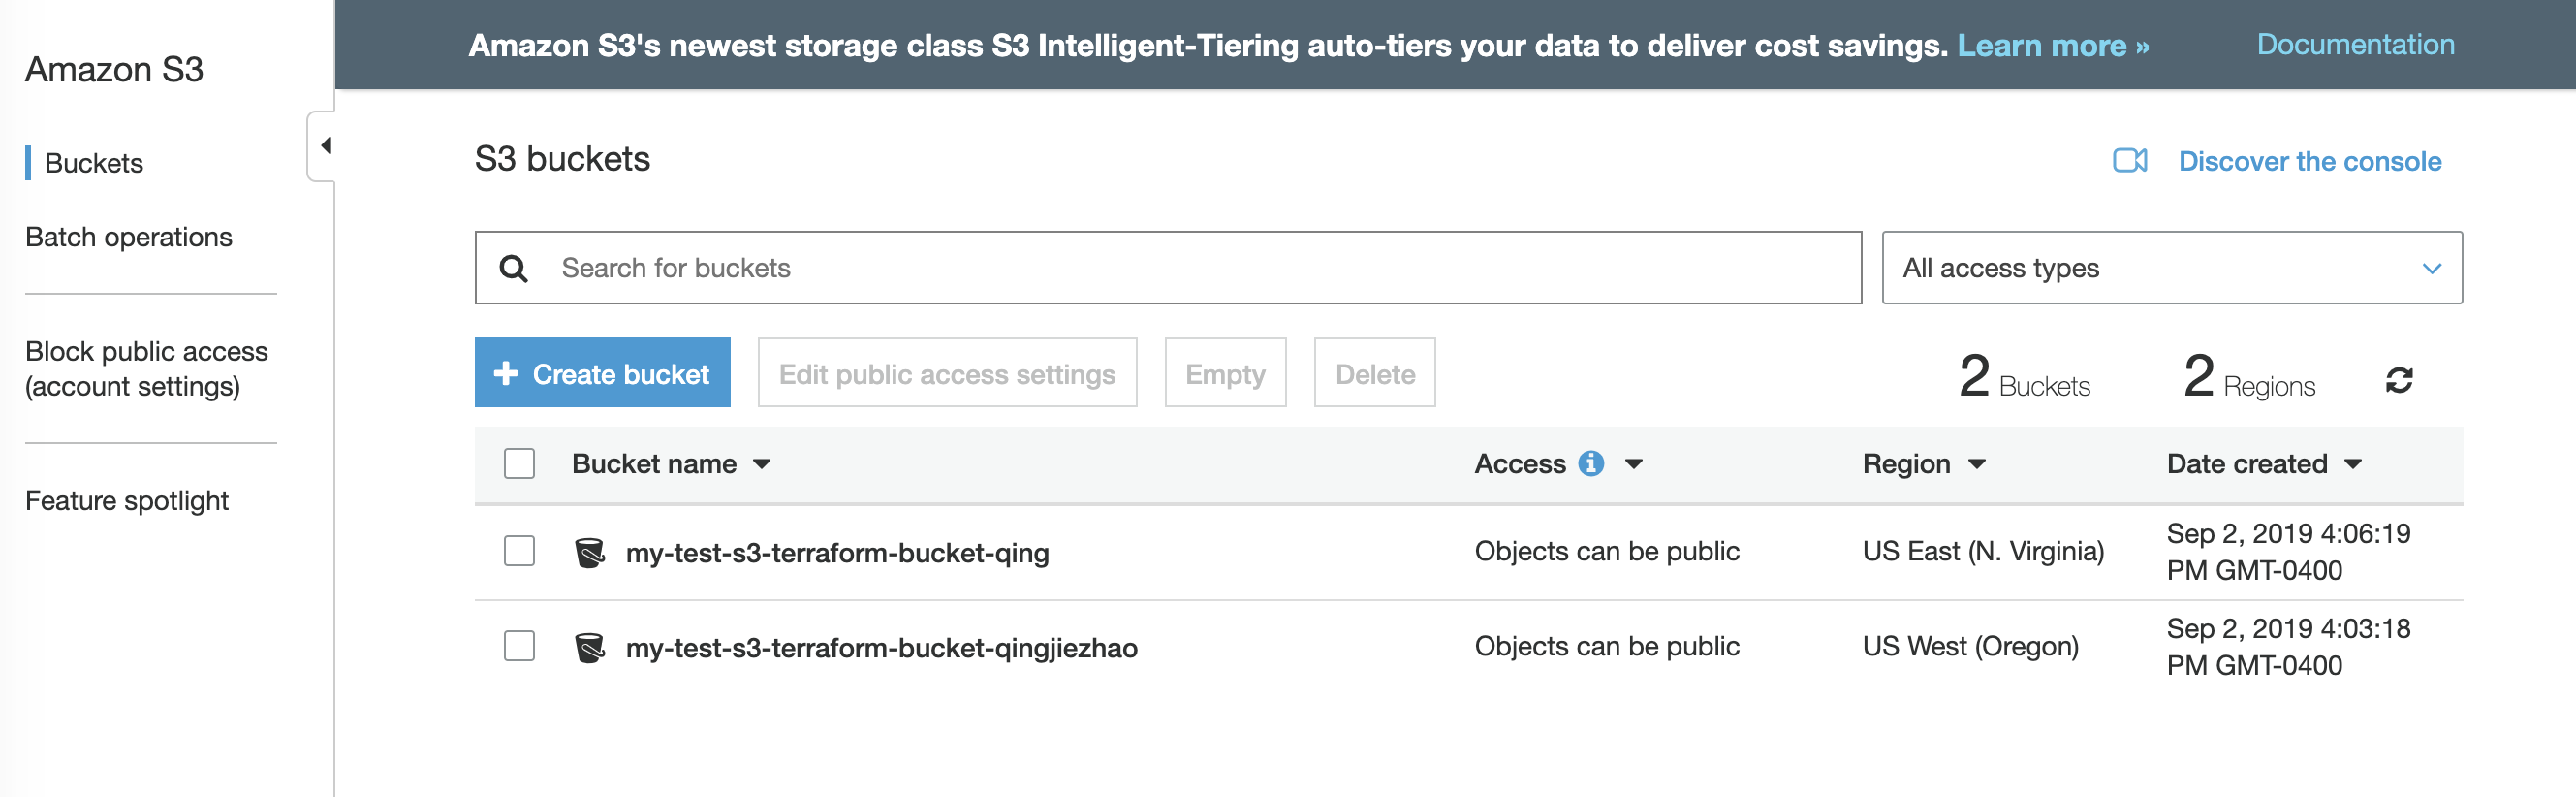 Amazon S3
Buckets
Batch operations
Block public access
(account settings)
Feature spotlight
Amazon S3's newest storage class S3 Intelligent-Tiering auto-tiers your data to deliver cost savings. Learn more » Documentation
S3 buckets
Discover the console
Search for buckets
All access types
+ Create bucket
Edit public access settings
Empty
Delete
2 Buckets
2 Regions
Bucket name Access Region Date created
my-test-s3-terraform-bucket-qing Objects can be public US East (N. Virginia) Sep 2, 2019 4:06:19
PM GMT-0400
my-test-s3-terraform-bucket-qingjiezhao Objects can be public US West (Oregon) Sep 2, 2019 4:03:18
PM GMT-0400